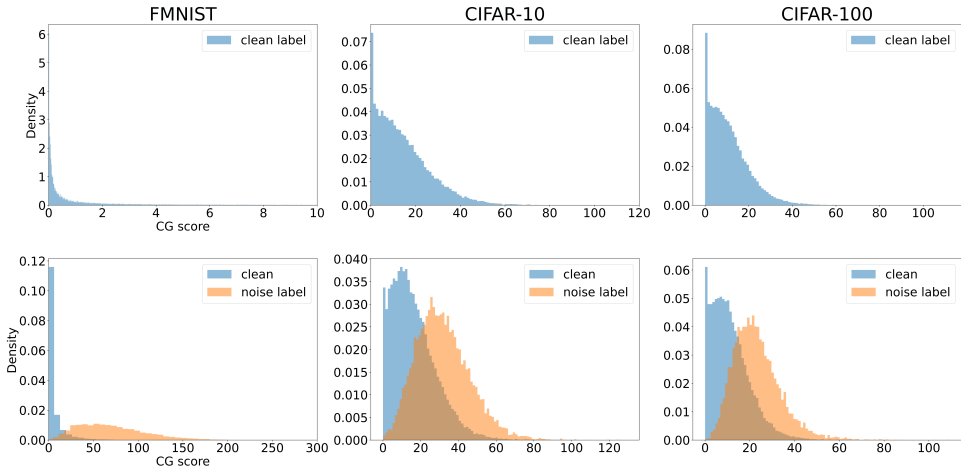 FMNIST
CIFAR-10
CIFAR-100
6
5
4
3
2
1
0
Density
clean label
0 2 4 6 8 10
CG score
0.07
0.06
0.05
0.04
0.03
0.02
0.01
0.00
clean label
0 20 40 60 80 100 120
0.08
0.06
0.04
0.02
0.00
clean label
0 20 40 60 80 100
0.12
0.10
0.08
0.06
0.04
0.02
0.00
Density
clean
noise label
0 50 100 150 200 250 300
CG score
0.040
0.035
0.030
0.025
0.020
0.015
0.010
0.005
0.000
clean
noise label
0 20 40 60 80 100 120
0.06
0.05
0.04
0.03
0.02
0.01
0.00
clean
noise label
0 20 40 60 80 100